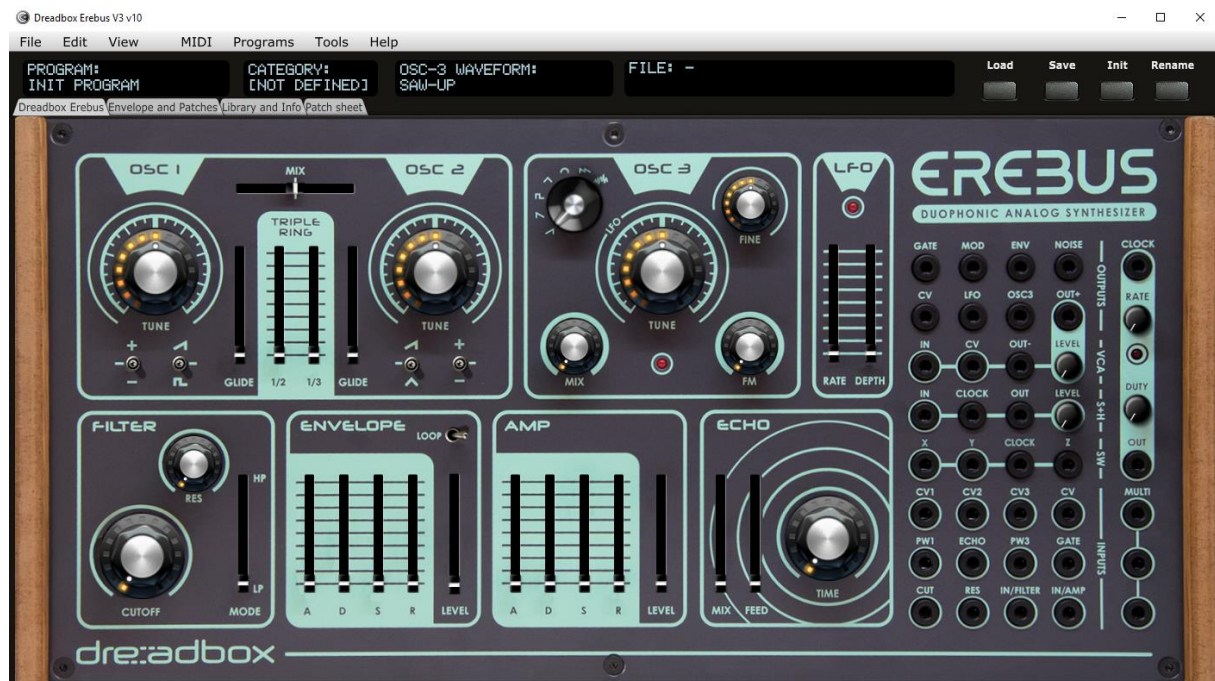 Dreadbox Erebus V3 v10
File Edit View MIDI Programs Tools Help
PROGRAM:
INIT PROGRAM
CATEGORY:
[NOT DEFINED]
OSC-3 WAVEFORM:
SAW-UP
FILE: -
Load Save Init Rename
Dreadbox Erebus Envelope and Patches Library and Info Patch sheet
OSC 1
MIX
OSC 2
TRIPLE
RING
TUNE
TUNE
+
-
-
+
-
-
GLIDE 1/2 1/3 GLIDE
OSC 3
LFO
FINE
TUNE
MIX
FM
LFO
RATE DEPTH
EREBUS
DUOPHONIC ANALOG SYNTHESIZER
GATE MOD ENV NOISE CLOCK
CV LFO OSC3 OUT+ OUTPUTS RATE
IN CV OUT- LEVEL VCA
IN CLOCK OUT LEVEL S+H DUTY
X Y CLOCK Z SW OUT
CV1 CV2 CV3 CV MULTI
PW1 ECHO PW3 GATE INPUTS
CUT RES IN/FILTER IN/AMP
FILTER
RES
HP
LP
CUTOFF
MODE
ENVELOPE
LOOP
A D S R LEVEL
AMP
A D S R LEVEL
ECHO
MIX FEED
TIME
dreadbox